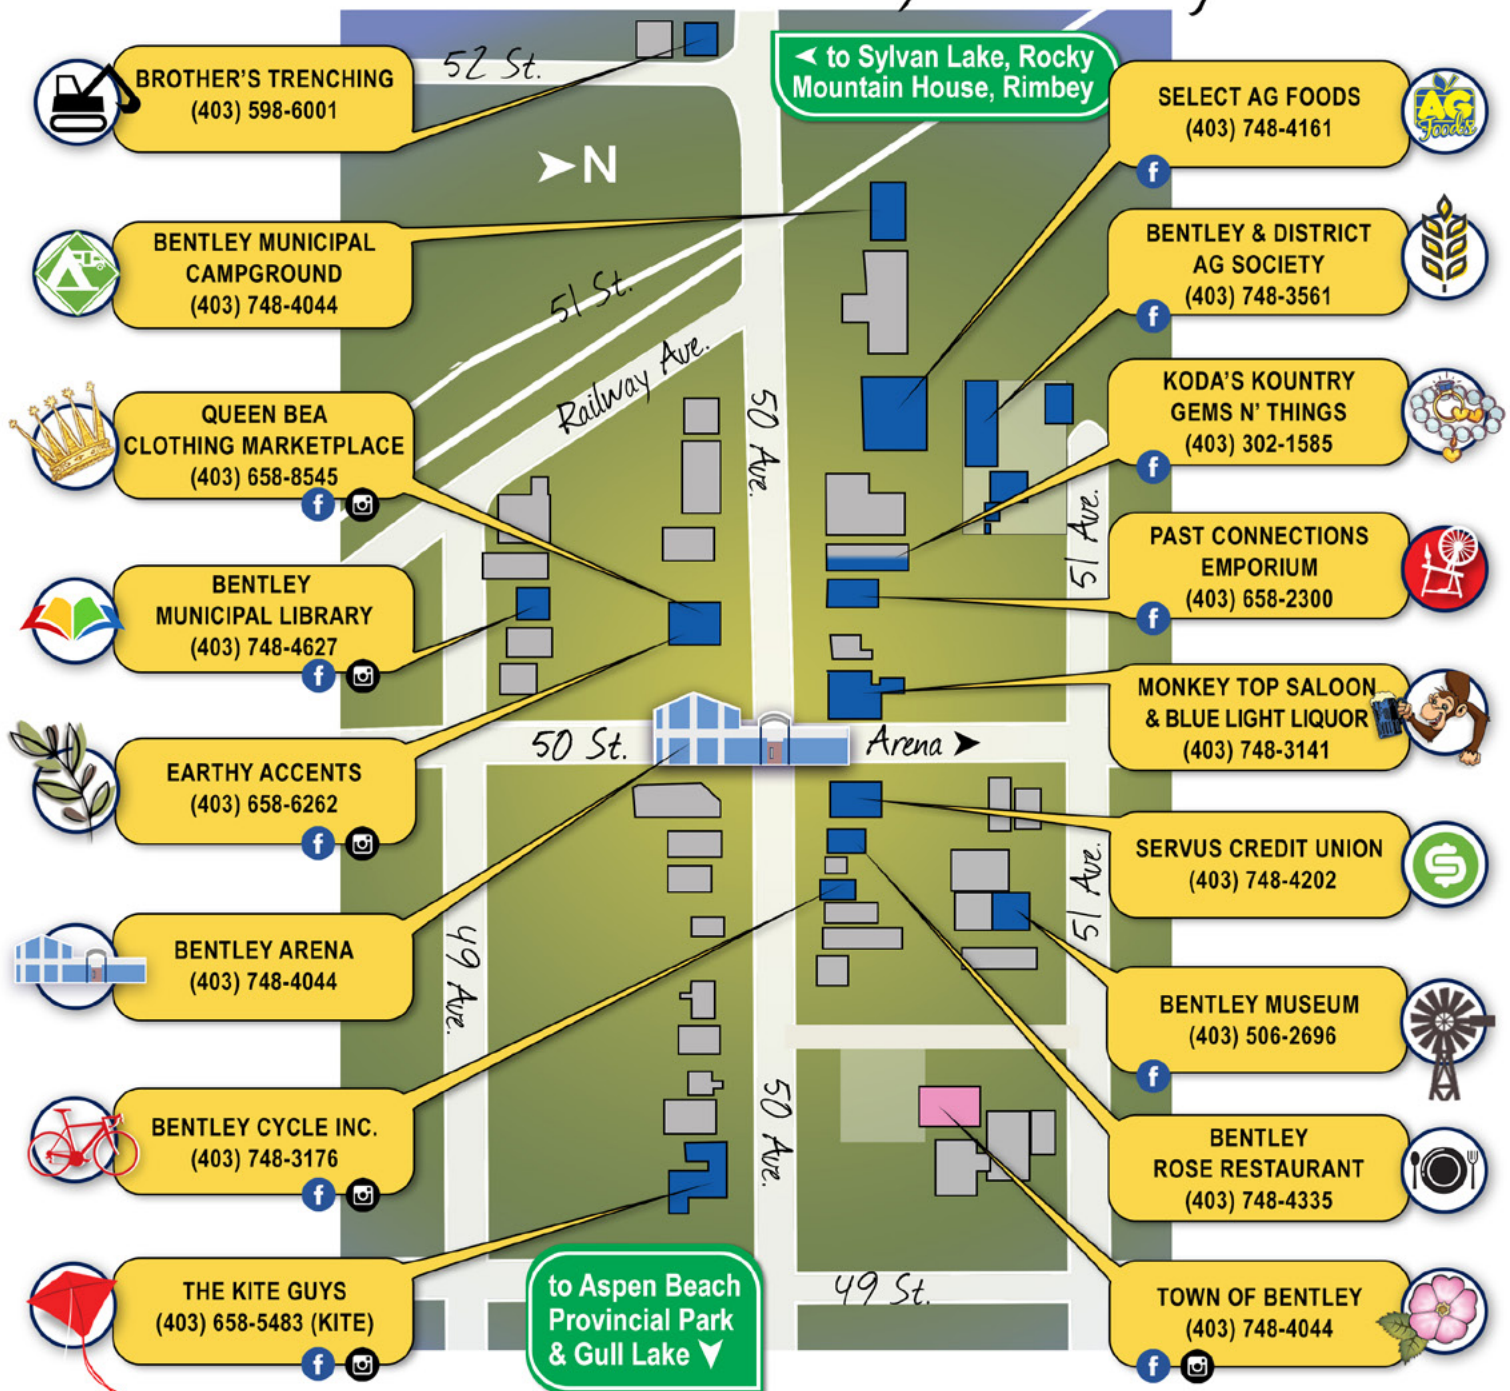 BROTHER'S TRENCHING
(403) 598-6001
BENTLEY MUNICIPAL
CAMPGROUND
(403) 748-4044
QUEEN BEA
CLOTHING MARKETPLACE
(403) 658-8545
BENTLEY
MUNICIPAL LIBRARY
(403) 748-4627
EARTHY ACCENTS
(403) 658-6262
BENTLEY ARENA
(403) 748-4044
BENTLEY CYCLE INC.
(403) 748-3176
THE KITE GUYS
(403) 658-5483 (KITE)
52 St.
to Sylvan Lake, Rocky
Mountain House, Rimbey
N
51 St.
Railway Ave.
50 Ave.
51 Ave.
50 St.
Arena
49 Ave.
51 Ave.
50 Ave.
49 St.
to Aspen Beach
Provincial Park
& Gull Lake
SELECT AG FOODS
(403) 748-4161
AG
Foods
BENTLEY & DISTRICT
AG SOCIETY
(403) 748-3561
KODA'S KOUNTRY
GEMS N' THINGS
(403) 302-1585
PAST CONNECTIONS
EMPORIUM
(403) 658-2300
MONKEY TOP SALOON
& BLUE LIGHT LIQUOR
(403) 748-3141
SERVUS CREDIT UNION
(403) 748-4202
BENTLEY MUSEUM
(403) 506-2696
BENTLEY
ROSE RESTAURANT
(403) 748-4335
TOWN OF BENTLEY
(403) 748-4044